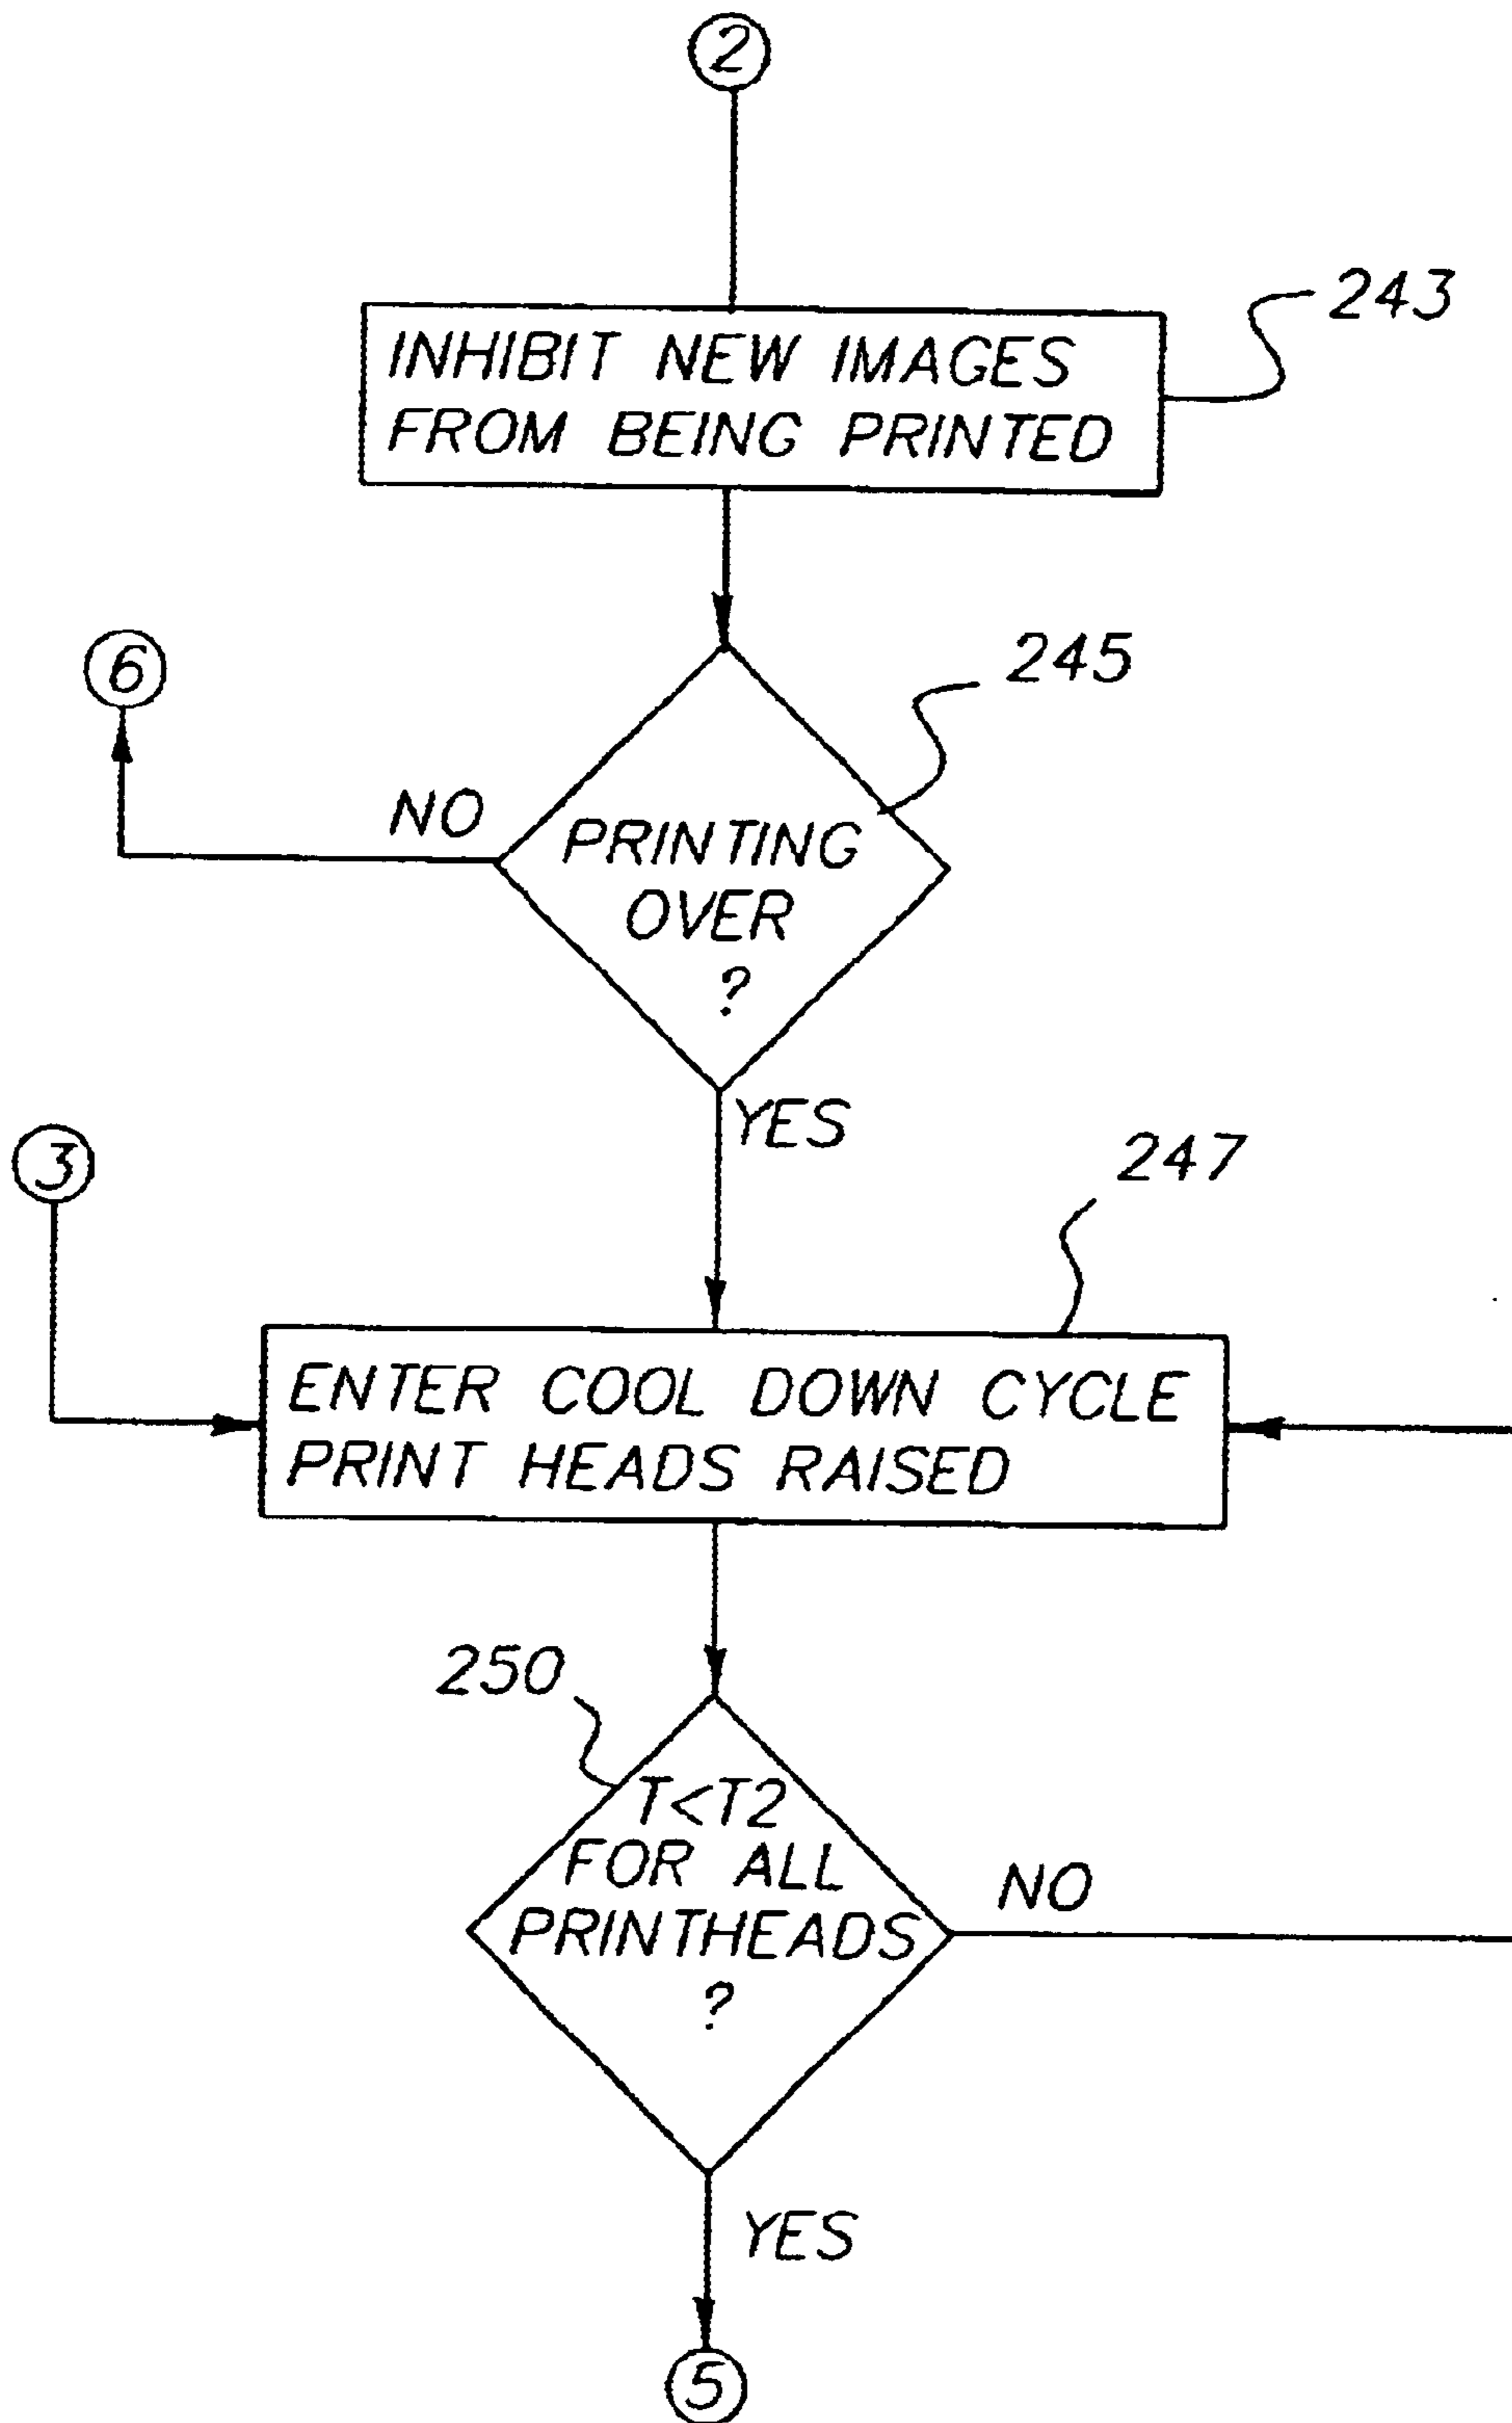 2
INHIBIT NEW IMAGES
FROM BEING PRINTED
243
6
245
NO
PRINTING
OVER
?
YES
3
247
ENTER COOL DOWN CYCLE
PRINT HEADS RAISED
250
T<T2
FOR ALL
PRINTHEADS
?
NO
YES
5